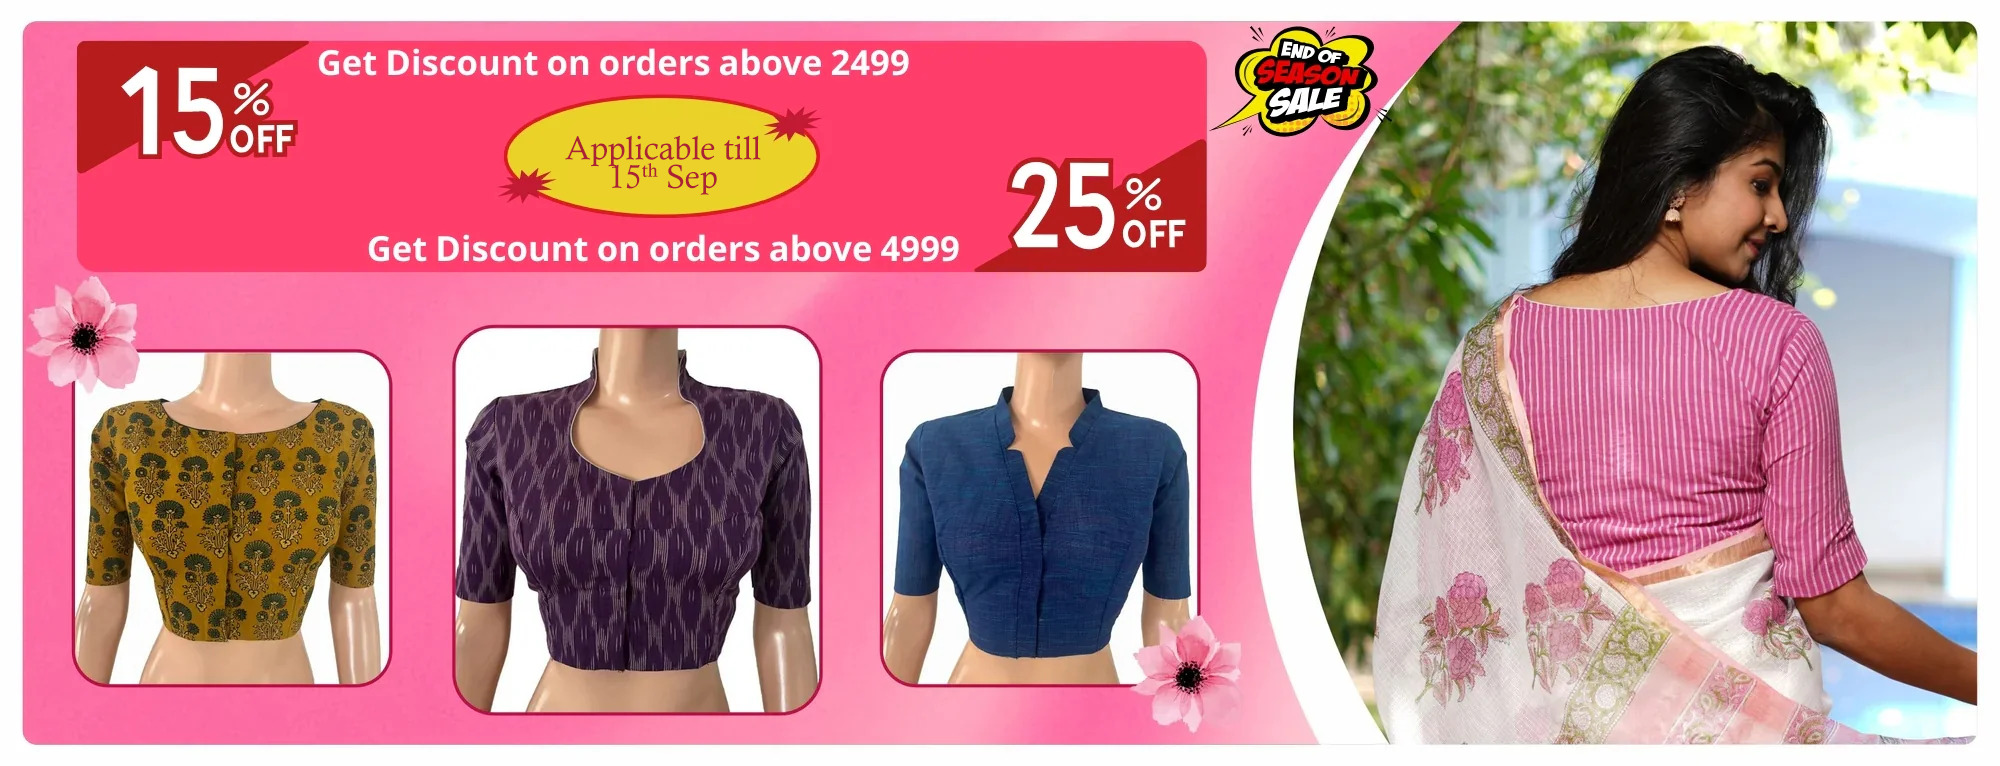 15% OFF
Get Discount on orders above 2499
Applicable till
15th Sep
25% OFF
Get Discount on orders above 4999
END OF
SEASON
SALE